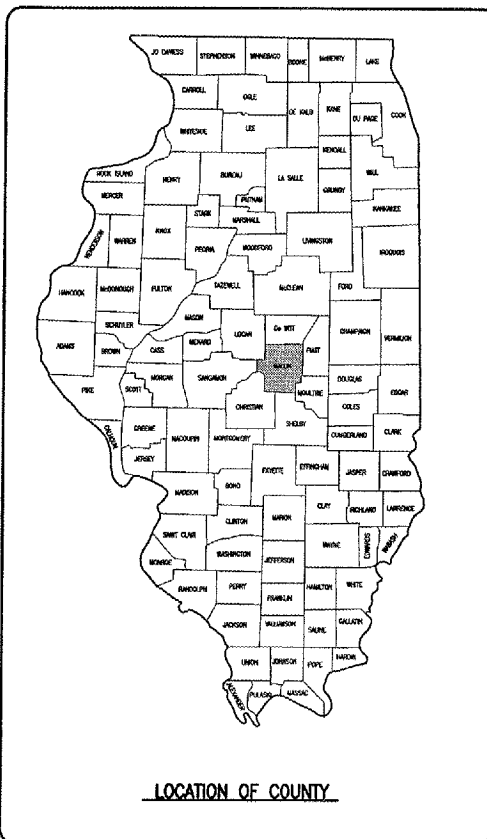 JO DAVIESS STEPHENSON WINNEBAGO BOONE McHENRY LAKE
CARROLL OGLE DE KALB KANE COOK
DU PAGE
WHITESIDE LEE
KENDALL WILL
ROCK ISLAND HENRY BUREAU LA SALLE GRUNDY
MERCER PUTNAM KANKAKEE
STARK MARSHALL
HENDERSON WARREN KNOX PEORIA WOODFORD LIVINGSTON IROQUOIS
HANCOCK McDONOUGH FULTON TAZEWELL McCLEAN FORD
MASON
SCHUYLER LOGAN De WITT CHAMPAIGN VERMILION
ADAMS BROWN CASS MENARD PIATT
MACON
PIKE SCOTT MORGAN SANGAMON MOULTRIE DOUGLAS EDGAR
CHRISTIAN COLES
CALHOUN GREENE MACOUPIN MONTGOMERY SHELBY CUMBERLAND CLARK
JERSEY
FAYETTE EFFINGHAM JASPER CRAWFORD
MADISON BOND CLAY RICHLAND LAWRENCE
CLINTON MARION
SAINT CLAIR WAYNE EDWARDS WABASH
MONROE WASHINGTON JEFFERSON
RANDOLPH PERRY HAMILTON WHITE
FRANKLIN
JACKSON WILLIAMSON SALINE GALLATIN
UNION JOHNSON POPE HARDIN
ALEXANDER PULASKI MASSAC
LOCATION OF COUNTY